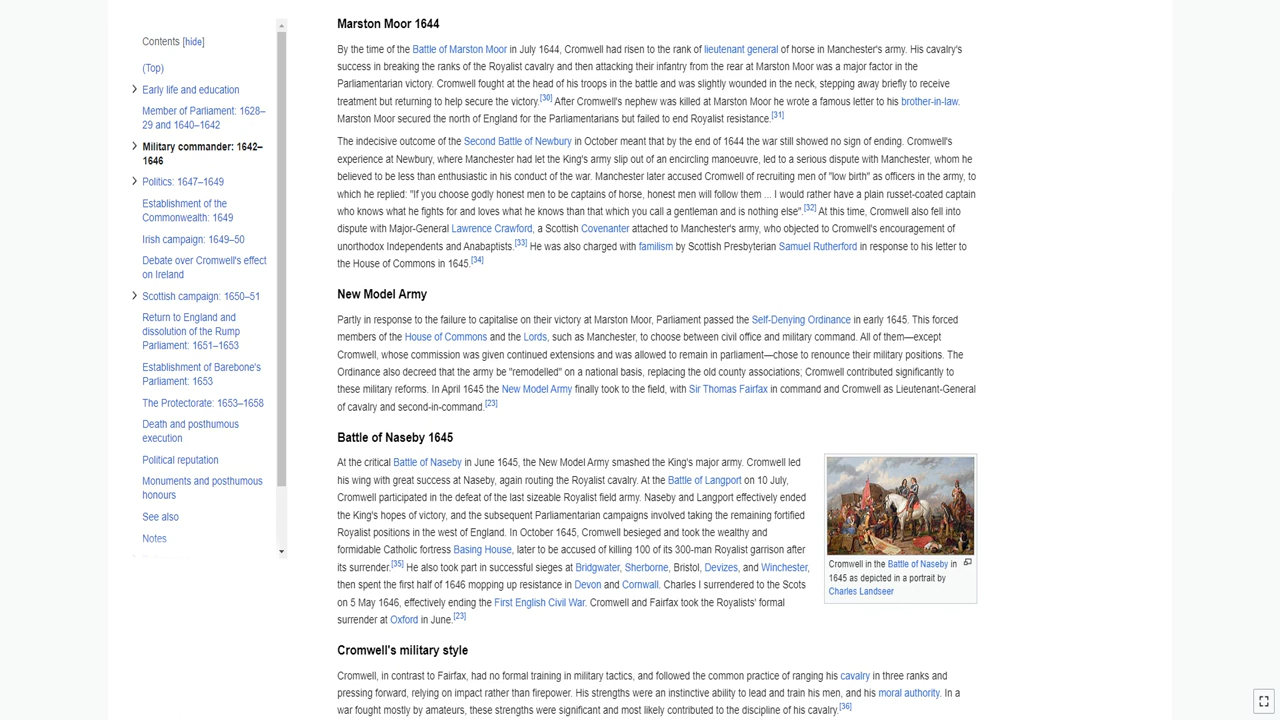 Contents [hide]
(Top)
Early life and education
Member of Parliament: 1628–
29 and 1640–1642
Military commander: 1642–
1646
Politics: 1647–1649
Establishment of the
Commonwealth: 1649
Irish campaign: 1649–50
Debate over Cromwell's effect
on Ireland
Scottish campaign: 1650–51
Return to England and
dissolution of the Rump
Parliament: 1651–1653
Establishment of Barebone's
Parliament: 1653
The Protectorate: 1653–1658
Death and posthumous
execution
Political reputation
Monuments and posthumous
honours
See also
Notes
Marston Moor 1644
By the time of the Battle of Marston Moor in July 1644, Cromwell had risen to the rank of lieutenant general of horse in Manchester's army. His cavalry's
success in breaking the ranks of the Royalist cavalry and then attacking their infantry from the rear at Marston Moor was a major factor in the
Parliamentarian victory. Cromwell fought at the head of his troops in the battle and was slightly wounded in the neck, stepping away briefly to receive
treatment but returning to help secure the victory.[30] After Cromwell's nephew was killed at Marston Moor he wrote a famous letter to his brother-in-law.
Marston Moor secured the north of England for the Parliamentarians but failed to end Royalist resistance.[31]
The indecisive outcome of the Second Battle of Newbury in October meant that by the end of 1644 the war still showed no sign of ending. Cromwell's
experience at Newbury, where Manchester had let the King's army slip out of an encircling manoeuvre, led to a serious dispute with Manchester, whom he
believed to be less than enthusiastic in his conduct of the war. Manchester later accused Cromwell of recruiting men of "low birth" as officers in the army, to
which he replied: "If you choose godly honest men to be captains of horse, honest men will follow them ... I would rather have a plain russet-coated captain
who knows what he fights for and loves what he knows than that which you call a gentleman and is nothing else".[32] At this time, Cromwell also fell into
dispute with Major-General Lawrence Crawford, a Scottish Covenanter attached to Manchester's army, who objected to Cromwell's encouragement of
unorthodox Independents and Anabaptists.[33] He was also charged with familism by Scottish Presbyterian Samuel Rutherford in response to his letter to
the House of Commons in 1645.[34]
New Model Army
Partly in response to the failure to capitalise on their victory at Marston Moor, Parliament passed the Self-Denying Ordinance in early 1645. This forced
members of the House of Commons and the Lords, such as Manchester, to choose between civil office and military command. All of them—except
Cromwell, whose commission was given continued extensions and was allowed to remain in parliament—chose to renounce their military positions. The
Ordinance also decreed that the army be "remodelled" on a national basis, replacing the old county associations; Cromwell contributed significantly to
these military reforms. In April 1645 the New Model Army finally took to the field, with Sir Thomas Fairfax in command and Cromwell as Lieutenant-General
of cavalry and second-in-command.[23]
Battle of Naseby 1645
At the critical Battle of Naseby in June 1645, the New Model Army smashed the King's major army. Cromwell led
his wing with great success at Naseby, again routing the Royalist cavalry. At the Battle of Langport on 10 July,
Cromwell participated in the defeat of the last sizeable Royalist field army. Naseby and Langport effectively ended
the King's hopes of victory, and the subsequent Parliamentarian campaigns involved taking the remaining fortified
Royalist positions in the west of England. In October 1645, Cromwell besieged and took the wealthy and
formidable Catholic fortress Basing House, later to be accused of killing 100 of its 300-man Royalist garrison after
its surrender.[35] He also took part in successful sieges at Bridgwater, Sherborne, Bristol, Devizes, and Winchester,
then spent the first half of 1646 mopping up resistance in Devon and Cornwall. Charles I surrendered to the Scots
on 5 May 1646, effectively ending the First English Civil War. Cromwell and Fairfax took the Royalists' formal
surrender at Oxford in June.[23]
Cromwell in the Battle of Naseby in
1645 as depicted in a portrait by
Charles Landseer
Cromwell's military style
Cromwell, in contrast to Fairfax, had no formal training in military tactics, and followed the common practice of ranging his cavalry in three ranks and
pressing forward, relying on impact rather than firepower. His strengths were an instinctive ability to lead and train his men, and his moral authority. In a
war fought mostly by amateurs, these strengths were significant and most likely contributed to the discipline of his cavalry.[36]